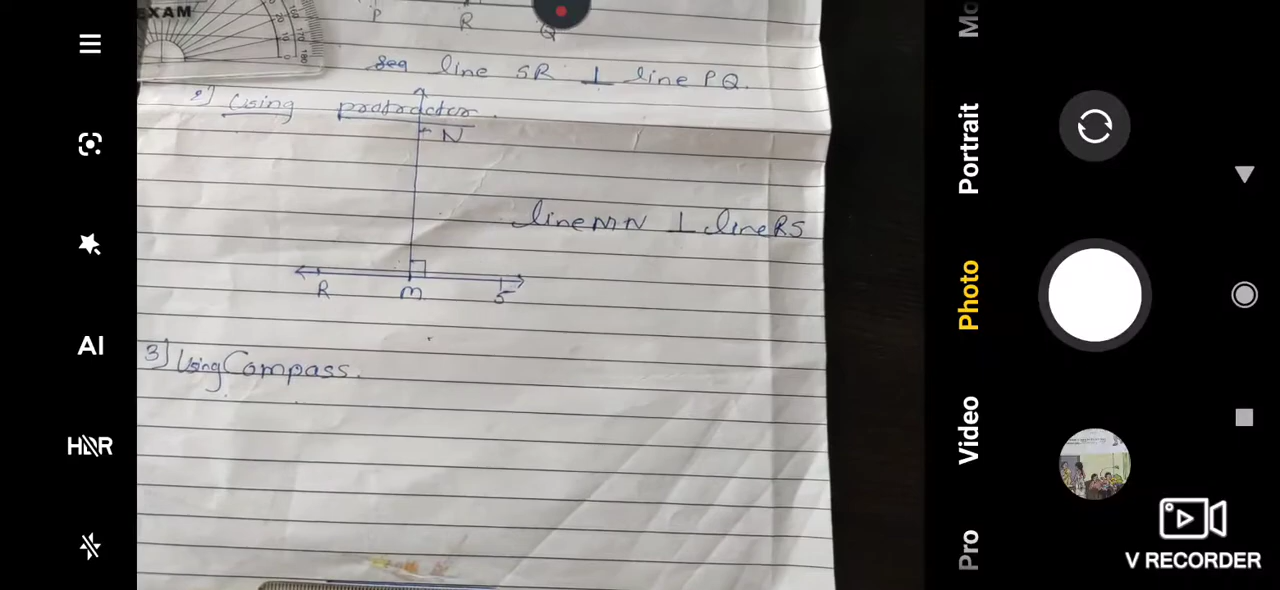 EXAM
P R Q
seg line SR ⊥ line PQ.
2) Using protractor.
N
line MN ⊥ line RS
R M S
3) Using Compass.
AI
HDR
Mo
Portrait
Photo
Video
Pro
V RECORDER